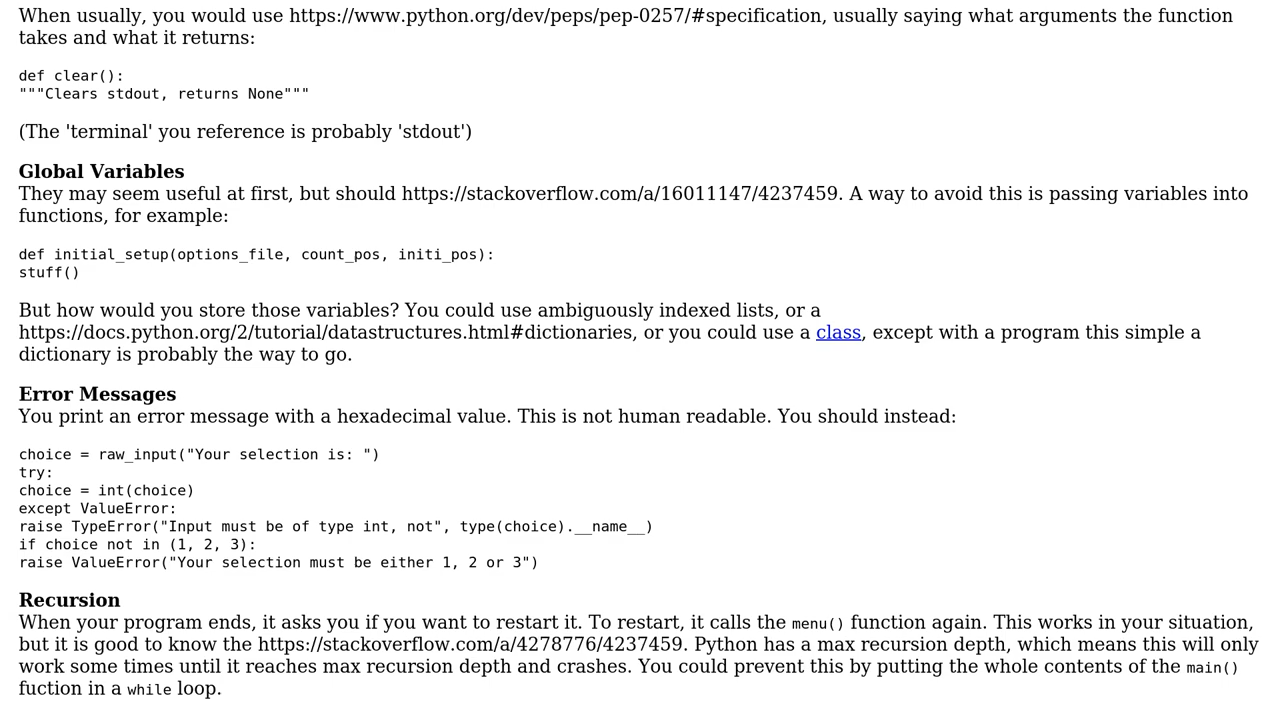 When usually, you would use https://www.python.org/dev/peps/pep-0257/#specification, usually saying what arguments the function
takes and what it returns:
def clear():
"""Clears stdout, returns None"""
(The 'terminal' you reference is probably 'stdout')
Global Variables
They may seem useful at first, but should https://stackoverflow.com/a/16011147/4237459. A way to avoid this is passing variables into
functions, for example:
def initial_setup(options_file, count_pos, initi_pos):
stuff()
But how would you store those variables? You could use ambiguously indexed lists, or a
https://docs.python.org/2/tutorial/datastructures.html#dictionaries, or you could use a class, except with a program this simple a
dictionary is probably the way to go.
Error Messages
You print an error message with a hexadecimal value. This is not human readable. You should instead:
choice = raw_input("Your selection is: ")
try:
choice = int(choice)
except ValueError:
raise TypeError("Input must be of type int, not", type(choice).__name__)
if choice not in (1, 2, 3):
raise ValueError("Your selection must be either 1, 2 or 3")
Recursion
When your program ends, it asks you if you want to restart it. To restart, it calls the menu() function again. This works in your situation,
but it is good to know the https://stackoverflow.com/a/4278776/4237459. Python has a max recursion depth, which means this will only
work some times until it reaches max recursion depth and crashes. You could prevent this by putting the whole contents of the main()
fuction in a while loop.